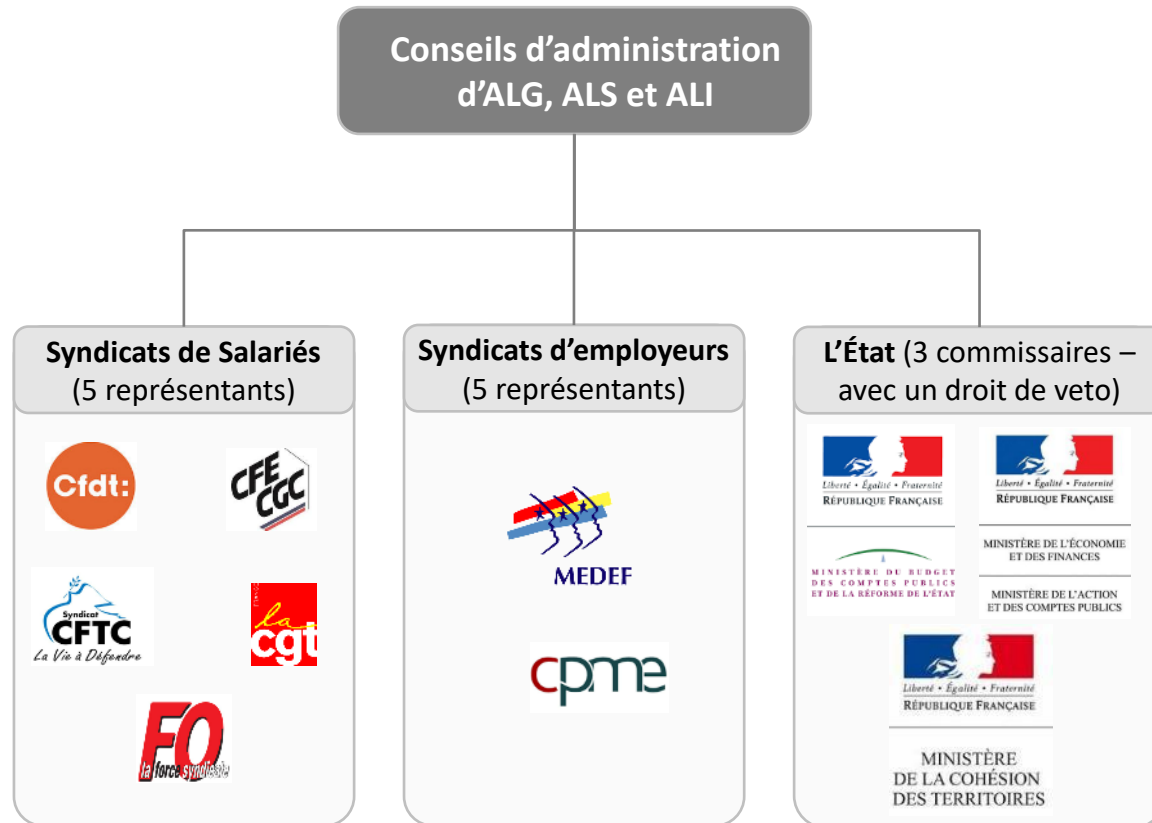 Conseils d’administration
d’ALG, ALS et ALI
Syndicats de Salariés
(5 représentants)
Cfdt:
CFE
CGC
Syndicat
CFTC
La Vie à Défendre
la
cgt
FO
la force syndicale
Syndicats d’employeurs
(5 représentants)
MEDEF
cpme
L’État (3 commissaires –
avec un droit de veto)
Liberté • Égalité • Fraternité
RÉPUBLIQUE FRANÇAISE
MINISTÈRE DU BUDGET
DES COMPTES PUBLICS
ET DE LA RÉFORME DE L'ÉTAT
Liberté • Égalité • Fraternité
RÉPUBLIQUE FRANÇAISE
MINISTÈRE DE L'ÉCONOMIE
ET DES FINANCES
MINISTÈRE DE L'ACTION
ET DES COMPTES PUBLICS
Liberté • Égalité • Fraternité
RÉPUBLIQUE FRANÇAISE
MINISTÈRE
DE LA COHÉSION
DES TERRITOIRES